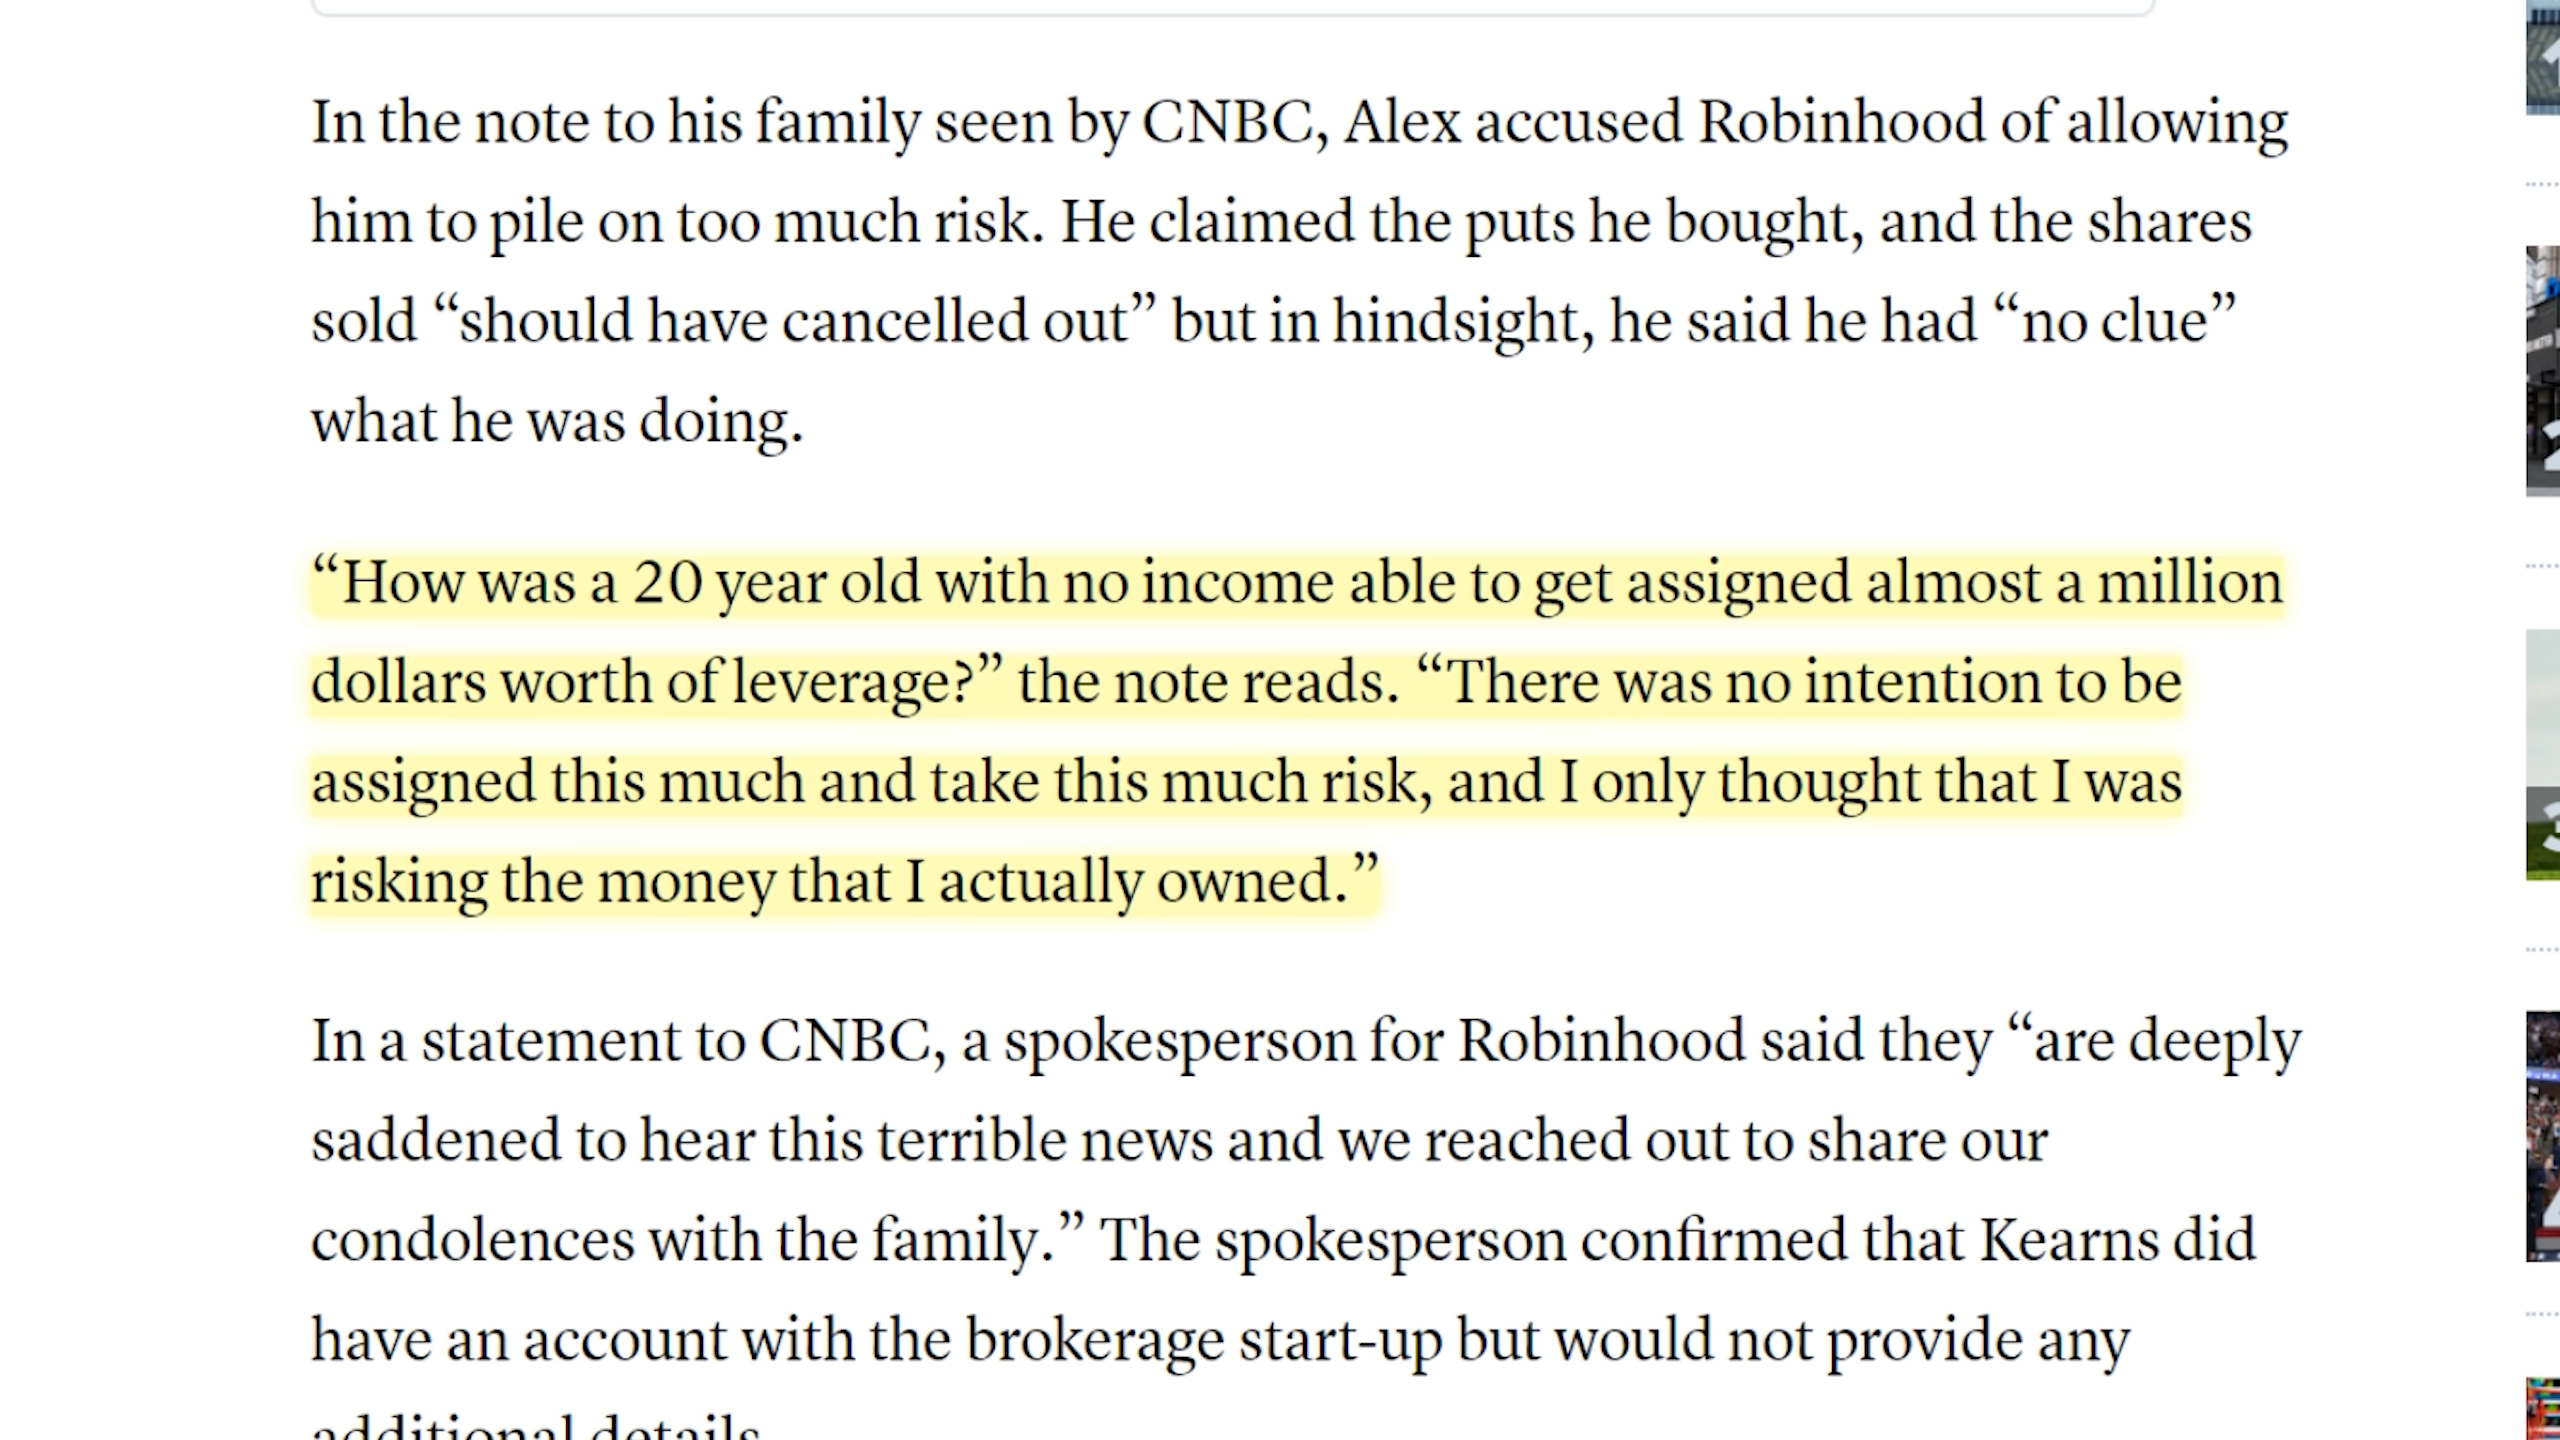 In the note to his family seen by CNBC, Alex accused Robinhood of allowing
him to pile on too much risk. He claimed the puts he bought, and the shares
sold “should have cancelled out” but in hindsight, he said he had “no clue”
what he was doing.
“How was a 20 year old with no income able to get assigned almost a million
dollars worth of leverage?” the note reads. “There was no intention to be
assigned this much and take this much risk, and I only thought that I was
risking the money that I actually owned.”
In a statement to CNBC, a spokesperson for Robinhood said they “are deeply
saddened to hear this terrible news and we reached out to share our
condolences with the family.” The spokesperson confirmed that Kearns did
have an account with the brokerage start-up but would not provide any
additional details